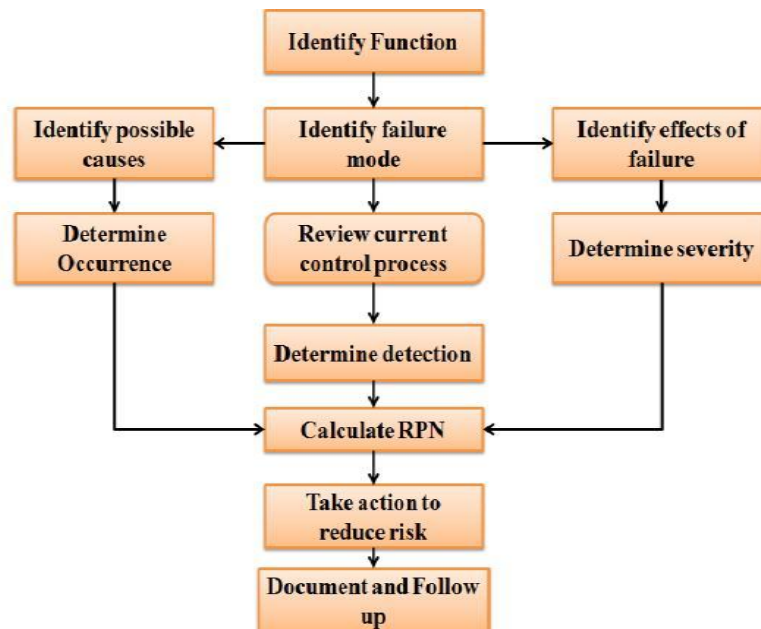 Identify Function
Identify possible
causes
Identify failure
mode
Identify effects of
failure
Determine
Occurrence
Review current
control process
Determine severity
Determine detection
Calculate RPN
Take action to
reduce risk
Document and Follow
up